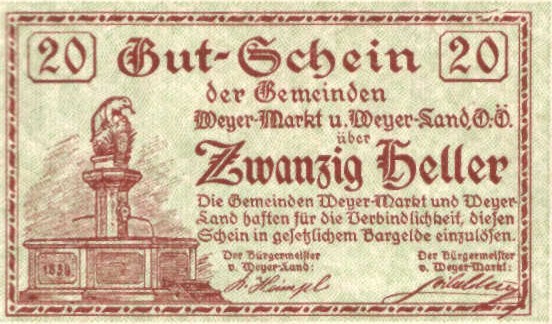 20 Gut-Schein 20
der Gemeinden
Weyer-Markt u. Weyer-Land, O.Ö.
über
Zwanzig Heller
Die Gemeinden Weyer-Markt und Weyer-
Land haften für die Verbindlichkeit, diesen
Schein in gesetzlichem Bargelde einzulösen.
Der Bürgermeister
v. Weyer-Land:
Der Bürgermeister
v. Weyer-Markt: